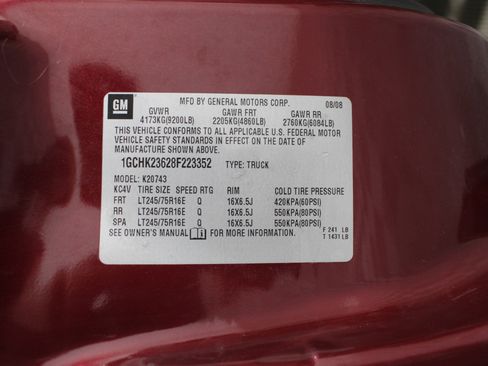 GM
MFD BY GENERAL MOTORS CORP. 08/08
GVWR GAWR FRT GAWR RR
4173KG(9200LB) 2205KG(4860LB) 2760KG(6084LB)
THIS VEHICLE CONFORMS TO ALL APPLICABLE U.S. FEDERAL MOTOR
VEHICLE SAFETY STANDARDS IN EFFECT ON THE DATE OF
MANUFACTURE SHOWN ABOVE.
1GCHK23628F223352 TYPE: TRUCK
MODEL: K20743
KC4V TIRE SIZE SPEED RTG RIM COLD TIRE PRESSURE
FRT LT245/75R16E Q 16X6.5J 420KPA(60PSI)
RR LT245/75R16E Q 16X6.5J 550KPA(80PSI)
SPA LT245/75R16E Q 16X6.5J 550KPA(80PSI)
SEE OWNER'S MANUAL FOR MORE INFORMATION. F 241 LB
T 1431 LB